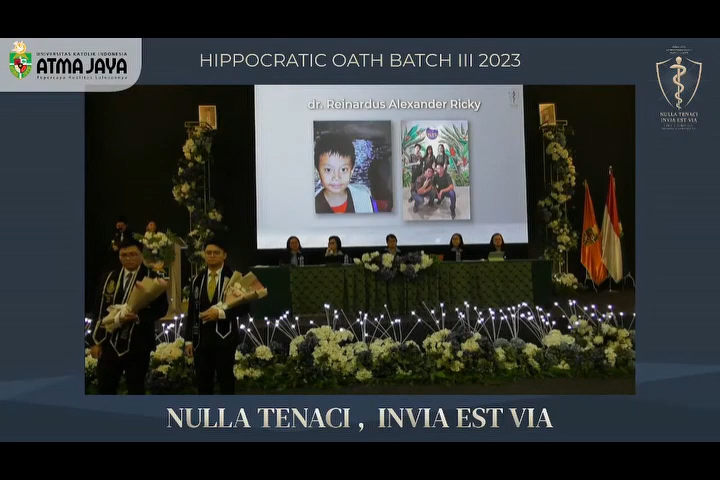 UNIVERSITAS KATOLIK INDONESIA
ATMA JAYA
HIPPOCRATIC OATH BATCH III 2023
NULLA TENACI
INVIA EST VIA
dr. Reinardus Alexander Ricky
NULLA TENACI , INVIA EST VIA